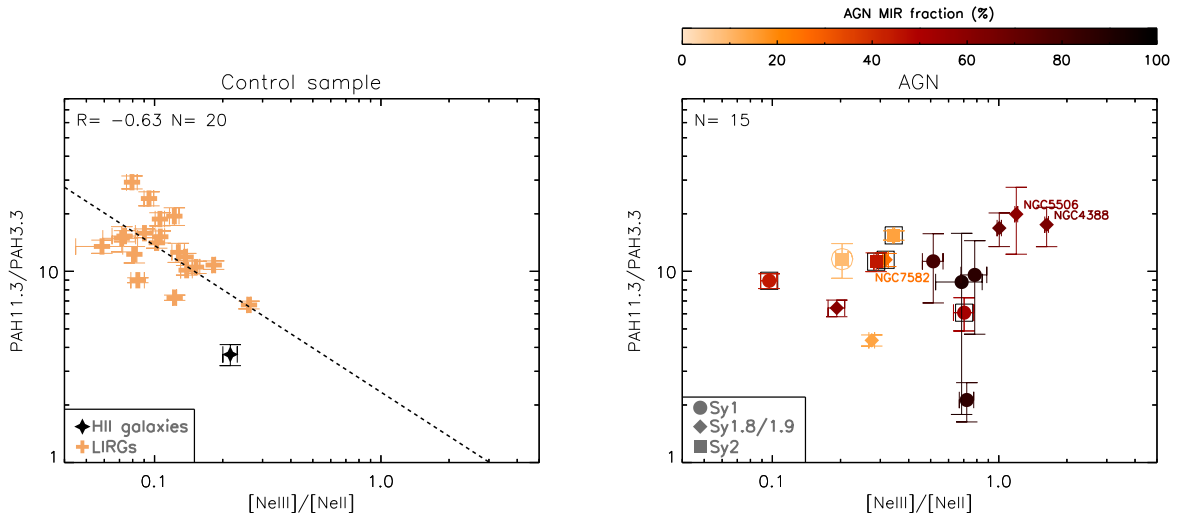 AGN MIR fraction (%)
0 20 40 60 80 100
Control sample
R= -0.63 N= 20
PAH11.3/PAH3.3
10
1
HII galaxies
LIRGs
0.1 1.0
[NeIII]/[NeII]
AGN
N= 15
PAH11.3/PAH3.3
10
1
NGC5506
NGC4388
NGC7582
Sy1
Sy1.8/1.9
Sy2
0.1 1.0
[NeIII]/[NeII]